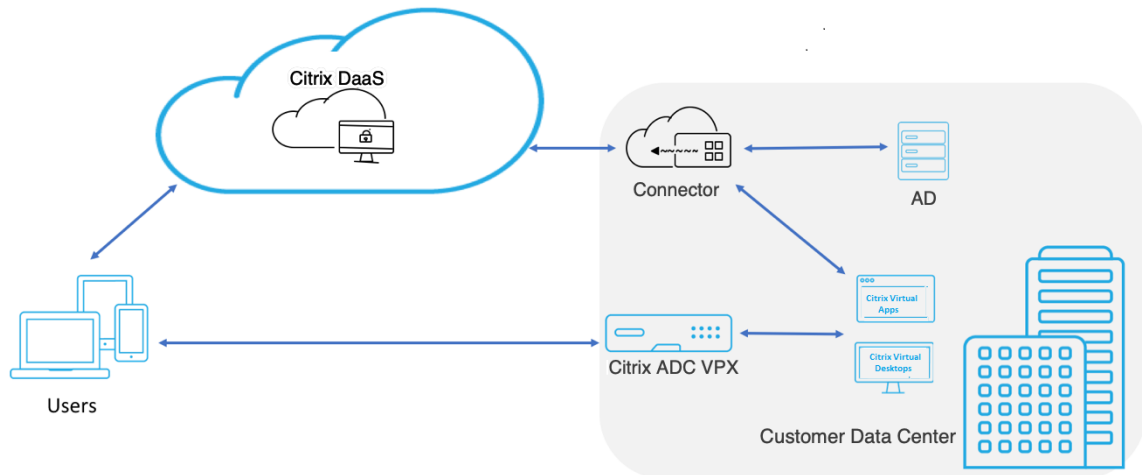 Citrix DaaS
Connector
AD
Citrix Virtual
Apps
Citrix ADC VPX
Citrix Virtual
Desktops
Users
Customer Data Center